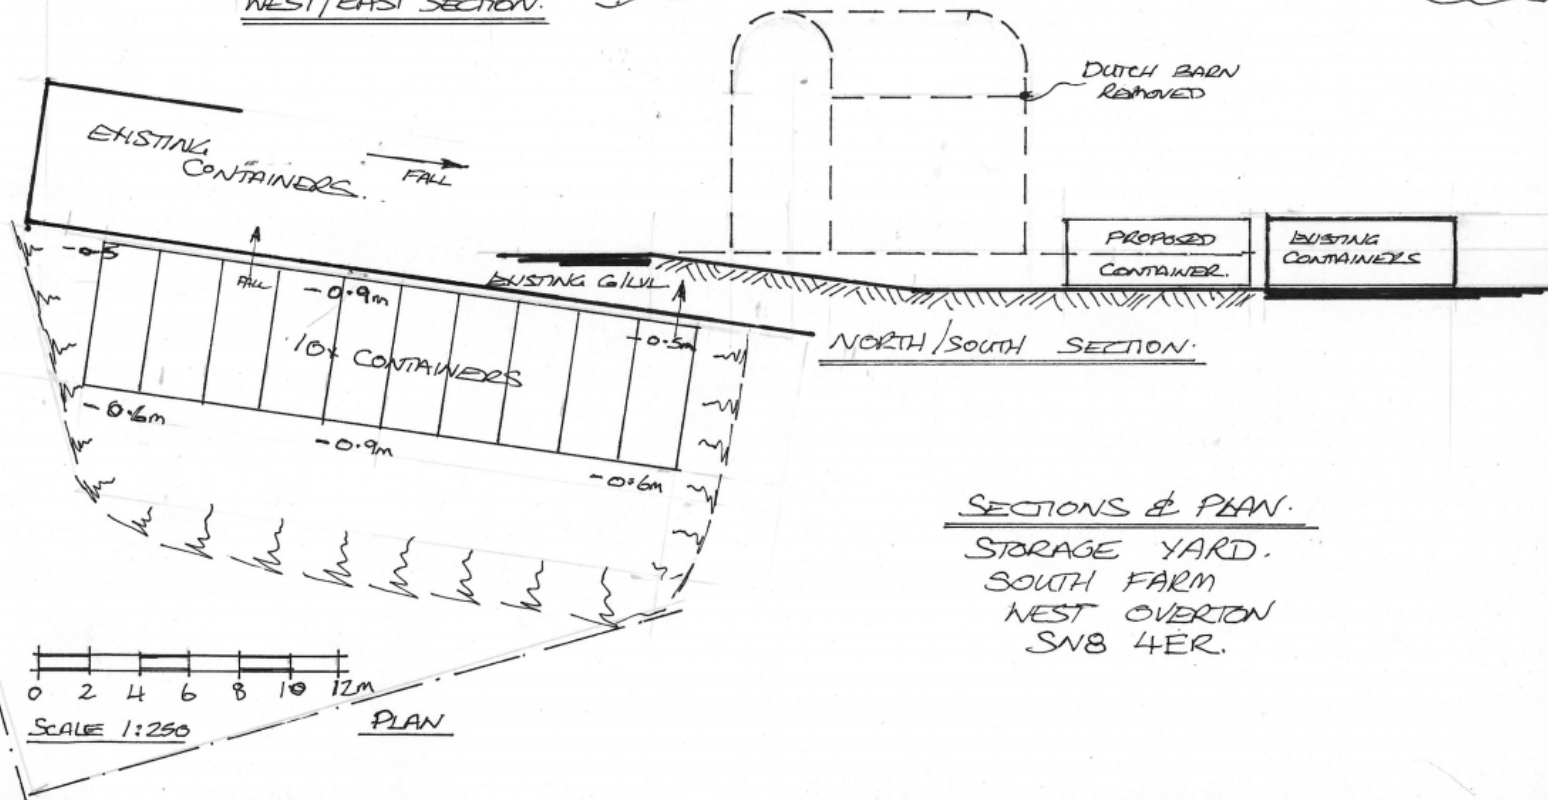 WEST/EAST SECTION.
DUTCH BARN
REMOVED
EXISTING
CONTAINERS.
FALL
PROPOSED
CONTAINER.
EXISTING
CONTAINERS
-0.5
FALL
-0.9m
EXISTING G/LVL
-0.5m
NORTH/SOUTH SECTION.
10x CONTAINERS
-0.6m
-0.9m
-0.6m
SECTIONS & PLAN.
STORAGE YARD.
SOUTH FARM
WEST OVERTON
SN8 4ER.
0 2 4 6 8 10 12m
SCALE 1:250
PLAN